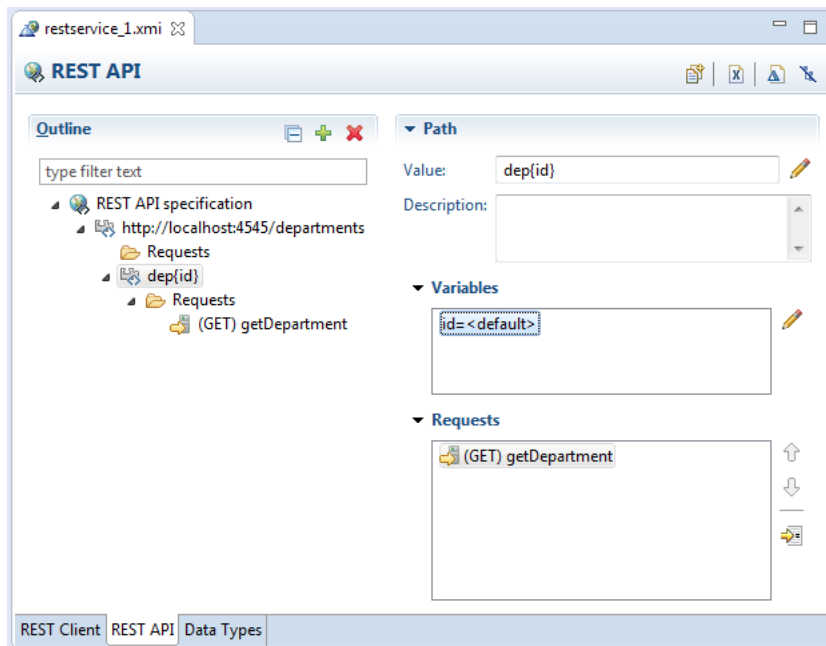 restservice_1.xmi
REST API
Outline
type filter text
REST API specification
http://localhost:4545/departments
Requests
dep{id}
Requests
(GET) getDepartment
Path
Value: dep{id}
Description:
Variables
id=<default>
Requests
(GET) getDepartment
REST Client REST API Data Types